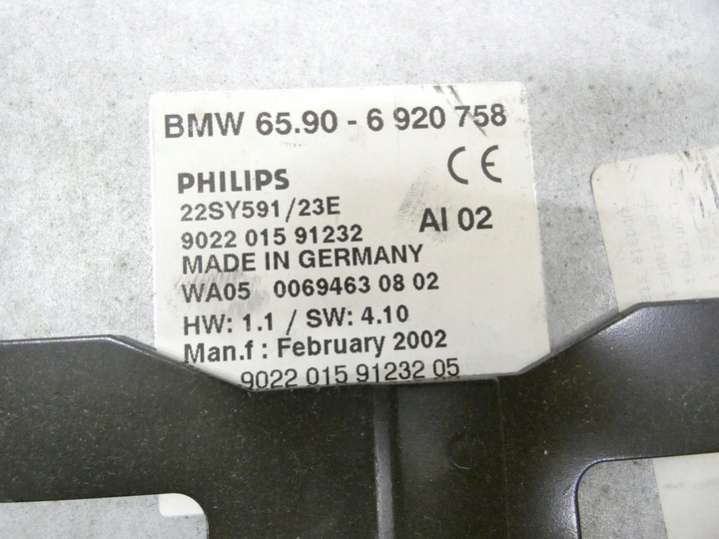 BMW 65.90 - 6 920 758
PHILIPS CE
22SY591/23E
9022 015 91232 AI 02
MADE IN GERMANY
WA05 0069463 08 02
HW: 1.1 / SW: 4.10
Man.f : February 2002
9022 015 91232 05